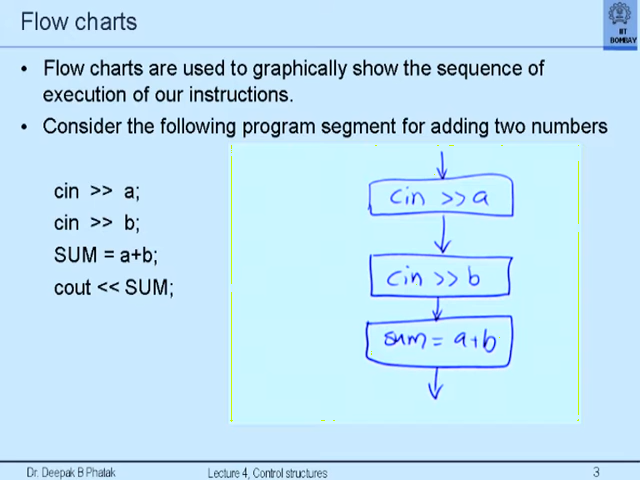 Flow charts
IIT
BOMBAY
• Flow charts are used to graphically show the sequence of
execution of our instructions.
• Consider the following program segment for adding two numbers
cin >> a;
cin >> b;
SUM = a+b;
cout << SUM;
cin >> a
cin >> b
sum = a+b
Dr. Deepak B Phatak
Lecture 4, Control structures
3